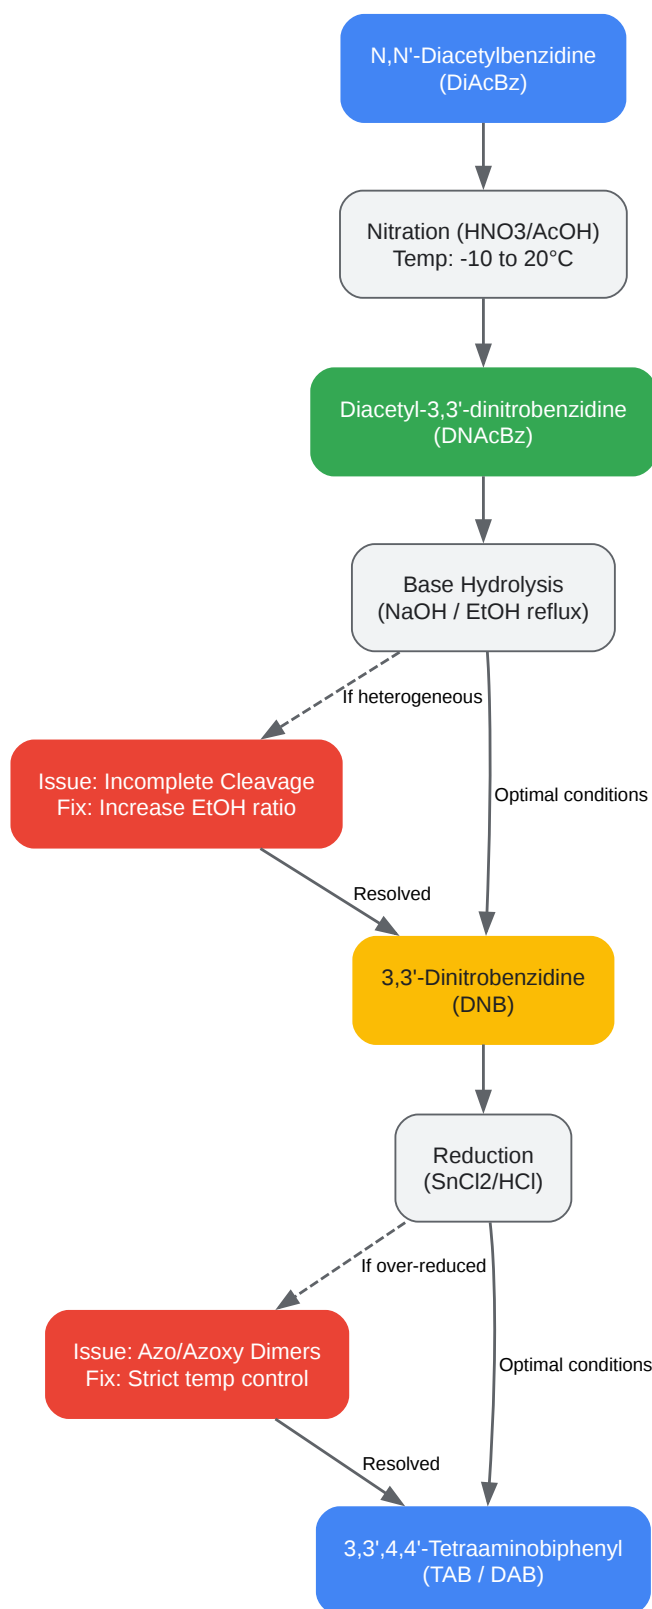 N,N'-Diacetylbenzidine
(DiAcBz)
Nitration (HNO3/AcOH)
Temp: -10 to 20°C
Diacetyl-3,3'-dinitrobenzidine
(DNAcBz)
Base Hydrolysis
(NaOH / EtOH reflux)
If heterogeneous
Issue: Incomplete Cleavage
Fix: Increase EtOH ratio
Optimal conditions
Resolved
3,3'-Dinitrobenzidine
(DNB)
Reduction
(SnCl2/HCl)
If over-reduced
Issue: Azo/Azoxy Dimers
Fix: Strict temp control
Optimal conditions
Resolved
3,3',4,4'-Tetraaminobiphenyl
(TAB / DAB)